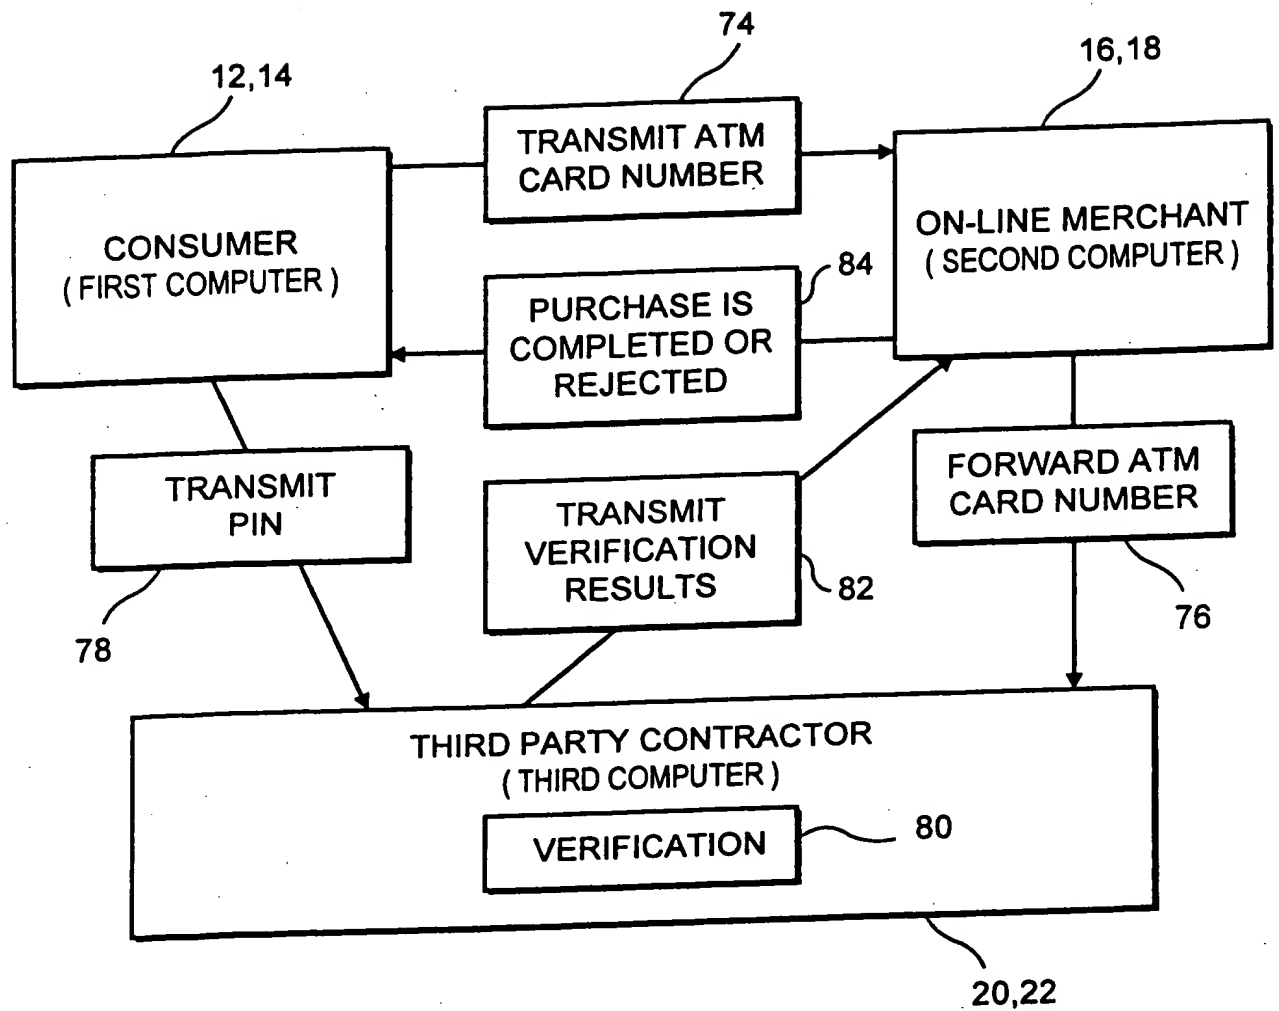 74
16,18
12,14
TRANSMIT ATM
CARD NUMBER
CONSUMER
( FIRST COMPUTER )
ON-LINE MERCHANT
( SECOND COMPUTER )
84
PURCHASE IS
COMPLETED OR
REJECTED
TRANSMIT
PIN
78
TRANSMIT
VERIFICATION
RESULTS
82
FORWARD ATM
CARD NUMBER
76
THIRD PARTY CONTRACTOR
( THIRD COMPUTER )
VERIFICATION
80
20,22